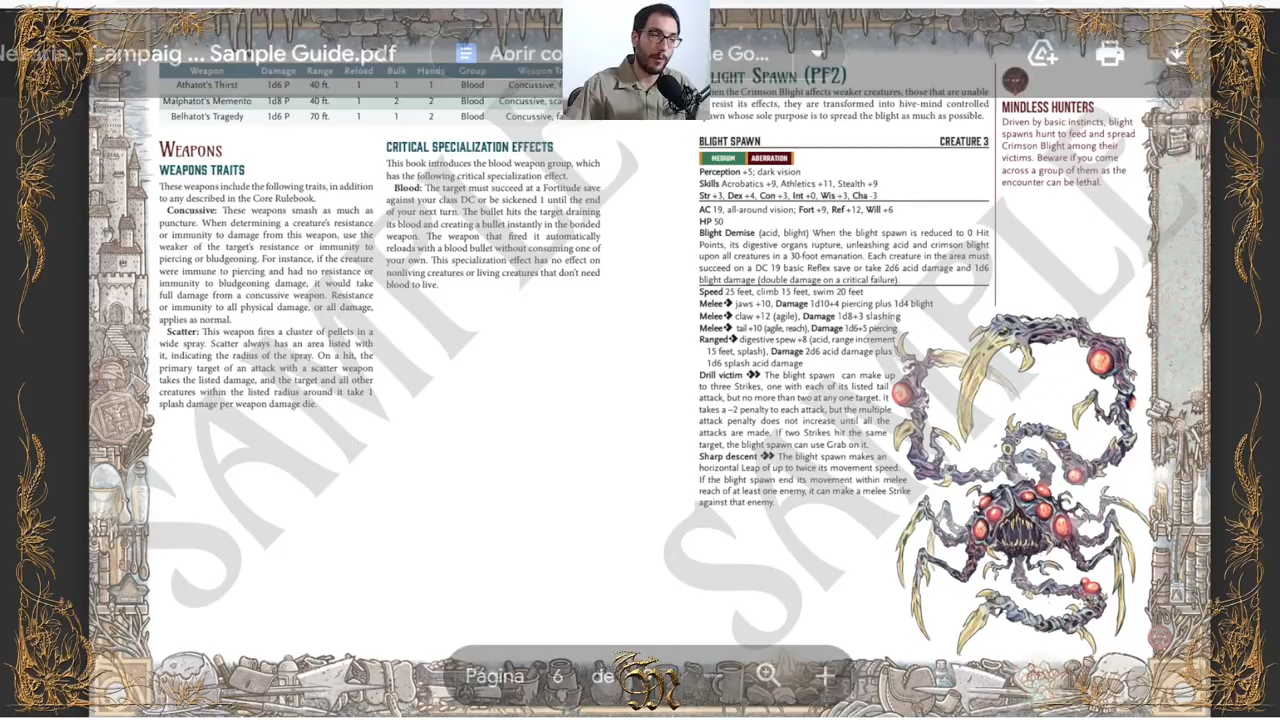 Campaig ... Sample Guide.pdf
Abrir co
e Go...
Weapon Damage Range Reload Bulk Hands Group Weapon
Athatot's Thirst 1d6 P 40 ft. 1 1 1 Blood Concussive,
Malphatot's Memento 1d8 P 40 ft. 1 2 2 Blood Concussive,
Belhatot's Tragedy 1d6 P 70 ft. 1 1 2 Blood Concussive,
WEAPONS
WEAPONS TRAITS
These weapons include the following traits, in addition
to any described in the Core Rulebook.
Concussive: These weapons smash as much as
puncture. When determining a creature's resistance
or immunity to damage from this weapon, use the
weaker of the target's resistance or immunity to
piercing or bludgeoning. For instance, if the creature
were immune to piercing and had no resistance or
immunity to bludgeoning damage, it would take
full damage from a concussive weapon. Resistance
or immunity to all physical damage, or all damage,
applies as normal.
Scatter: This weapon fires a cluster of pellets in a
wide spray. Scatter always has an area listed with
it, indicating the radius of the spray. On a hit, the
primary target of an attack with a scatter weapon
takes the listed damage, and the target and all other
creatures within the listed radius around it take 1
splash damage per weapon damage die.
CRITICAL SPECIALIZATION EFFECTS
This book introduces the blood weapon group, which
has the following critical specialization effect.
Blood: The target must succeed at a Fortitude save
against your class DC or be sickened 1 until the end
of your next turn. The bullet hits the target draining
its blood and creating a bullet instantly in the bonded
weapon. The weapon that fired it automatically
reloads with a blood bullet without consuming one of
your own. This specialization effect has no effect on
nonliving creatures or living creatures that don't need
blood to live.
LIGHT SPAWN (PF2)
en the Crimson Blight affects weaker creatures, those that are unable
resist its effects, they are transformed into hive-mind controlled
awn whose sole purpose is to spread the blight as much as possible.
BLIGHT SPAWN CREATURE 3
MEDIUM ABERRATION
Perception +5; dark vision
Skills Acrobatics +9, Athletics +11, Stealth +9
Str +3, Dex +4, Con +3, Int +0, Wis +3, Cha -3
AC 19, all-around vision; Fort +9, Ref +12, Will +6
HP 50
Blight Demise (acid, blight) When the blight spawn is reduced to 0 Hit
Points, its digestive organs rupture, unleashing acid and crimson blight
upon all creatures in a 30-foot emanation. Each creature in the area must
succeed on a DC 19 basic Reflex save or take 2d6 acid damage and 1d6
blight damage (double damage on a critical failure).
Speed 25 feet, climb 15 feet, swim 20 feet
Melee jaws +10, Damage 1d10+4 piercing plus 1d4 blight
Melee claw +12 (agile), Damage 1d8+3 slashing
Melee tail +10 (agile, reach), Damage 1d6+5 piercing
Ranged digestive spew +8 (acid, range increment
15 feet, splash), Damage 2d6 acid damage plus
1d6 splash acid damage
Drill victim The blight spawn can make up
to three Strikes, one with each of its listed tail
attack, but no more than two at any one target. It
takes a –2 penalty to each attack, but the multiple
attack penalty does not increase until all the
attacks are made. If two Strikes hit the same
target, the blight spawn can use Grab on it.
Sharp descent The blight spawn makes an
horizontal Leap of up to twice its movement speed.
If the blight spawn end its movement within melee
reach of at least one enemy, it can make a melee Strike
against that enemy.
MINDLESS HUNTERS
Driven by basic instincts, blight
spawns hunt to feed and spread
Crimson Blight among their
victims. Beware if you come
across a group of them as the
encounter can be lethal.
SAMPLE
SAMPLE
Página 6 de